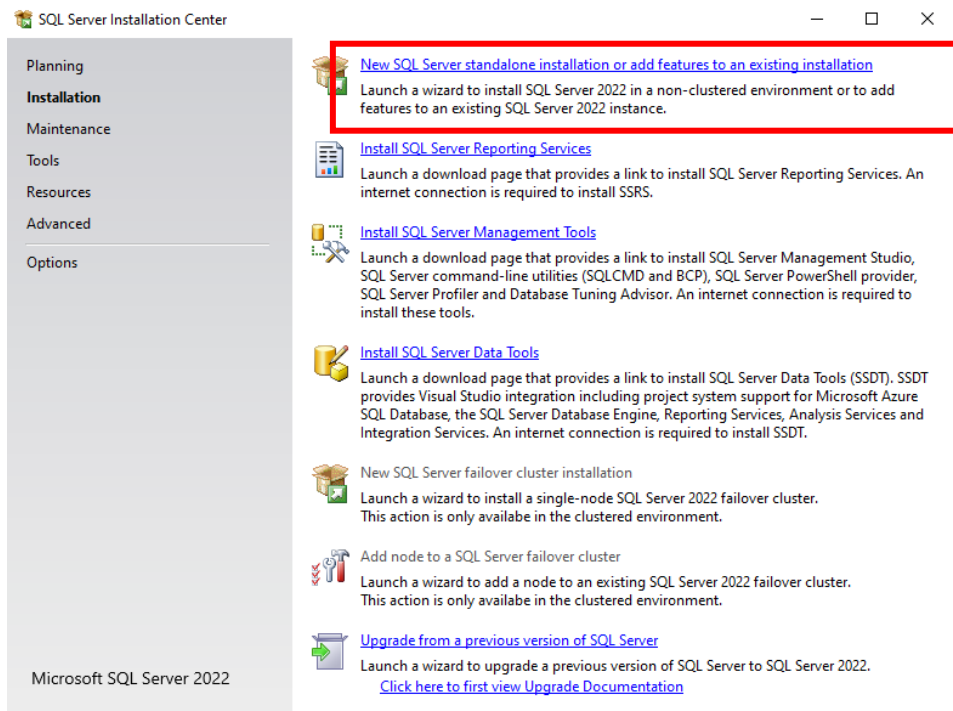 SQL Server Installation Center
Planning
Installation
Maintenance
Tools
Resources
Advanced
Options
Microsoft SQL Server 2022
New SQL Server standalone installation or add features to an existing installation
Launch a wizard to install SQL Server 2022 in a non-clustered environment or to add
features to an existing SQL Server 2022 instance.
Install SQL Server Reporting Services
Launch a download page that provides a link to install SQL Server Reporting Services. An
internet connection is required to install SSRS.
Install SQL Server Management Tools
Launch a download page that provides a link to install SQL Server Management Studio,
SQL Server command-line utilities (SQLCMD and BCP), SQL Server PowerShell provider,
SQL Server Profiler and Database Tuning Advisor. An internet connection is required to
install these tools.
Install SQL Server Data Tools
Launch a download page that provides a link to install SQL Server Data Tools (SSDT). SSDT
provides Visual Studio integration including project system support for Microsoft Azure
SQL Database, the SQL Server Database Engine, Reporting Services, Analysis Services and
Integration Services. An internet connection is required to install SSDT.
New SQL Server failover cluster installation
Launch a wizard to install a single-node SQL Server 2022 failover cluster.
This action is only availabe in the clustered environment.
Add node to a SQL Server failover cluster
Launch a wizard to add a node to an existing SQL Server 2022 failover cluster.
This action is only availabe in the clustered environment.
Upgrade from a previous version of SQL Server
Launch a wizard to upgrade a previous version of SQL Server to SQL Server 2022.
Click here to first view Upgrade Documentation